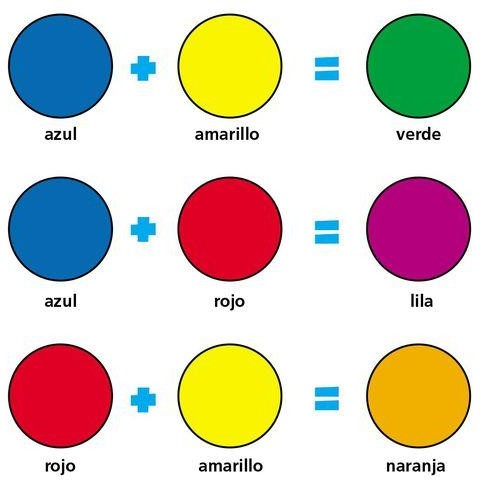 azul + amarillo = verde
azul + rojo = lila
rojo + amarillo = naranja